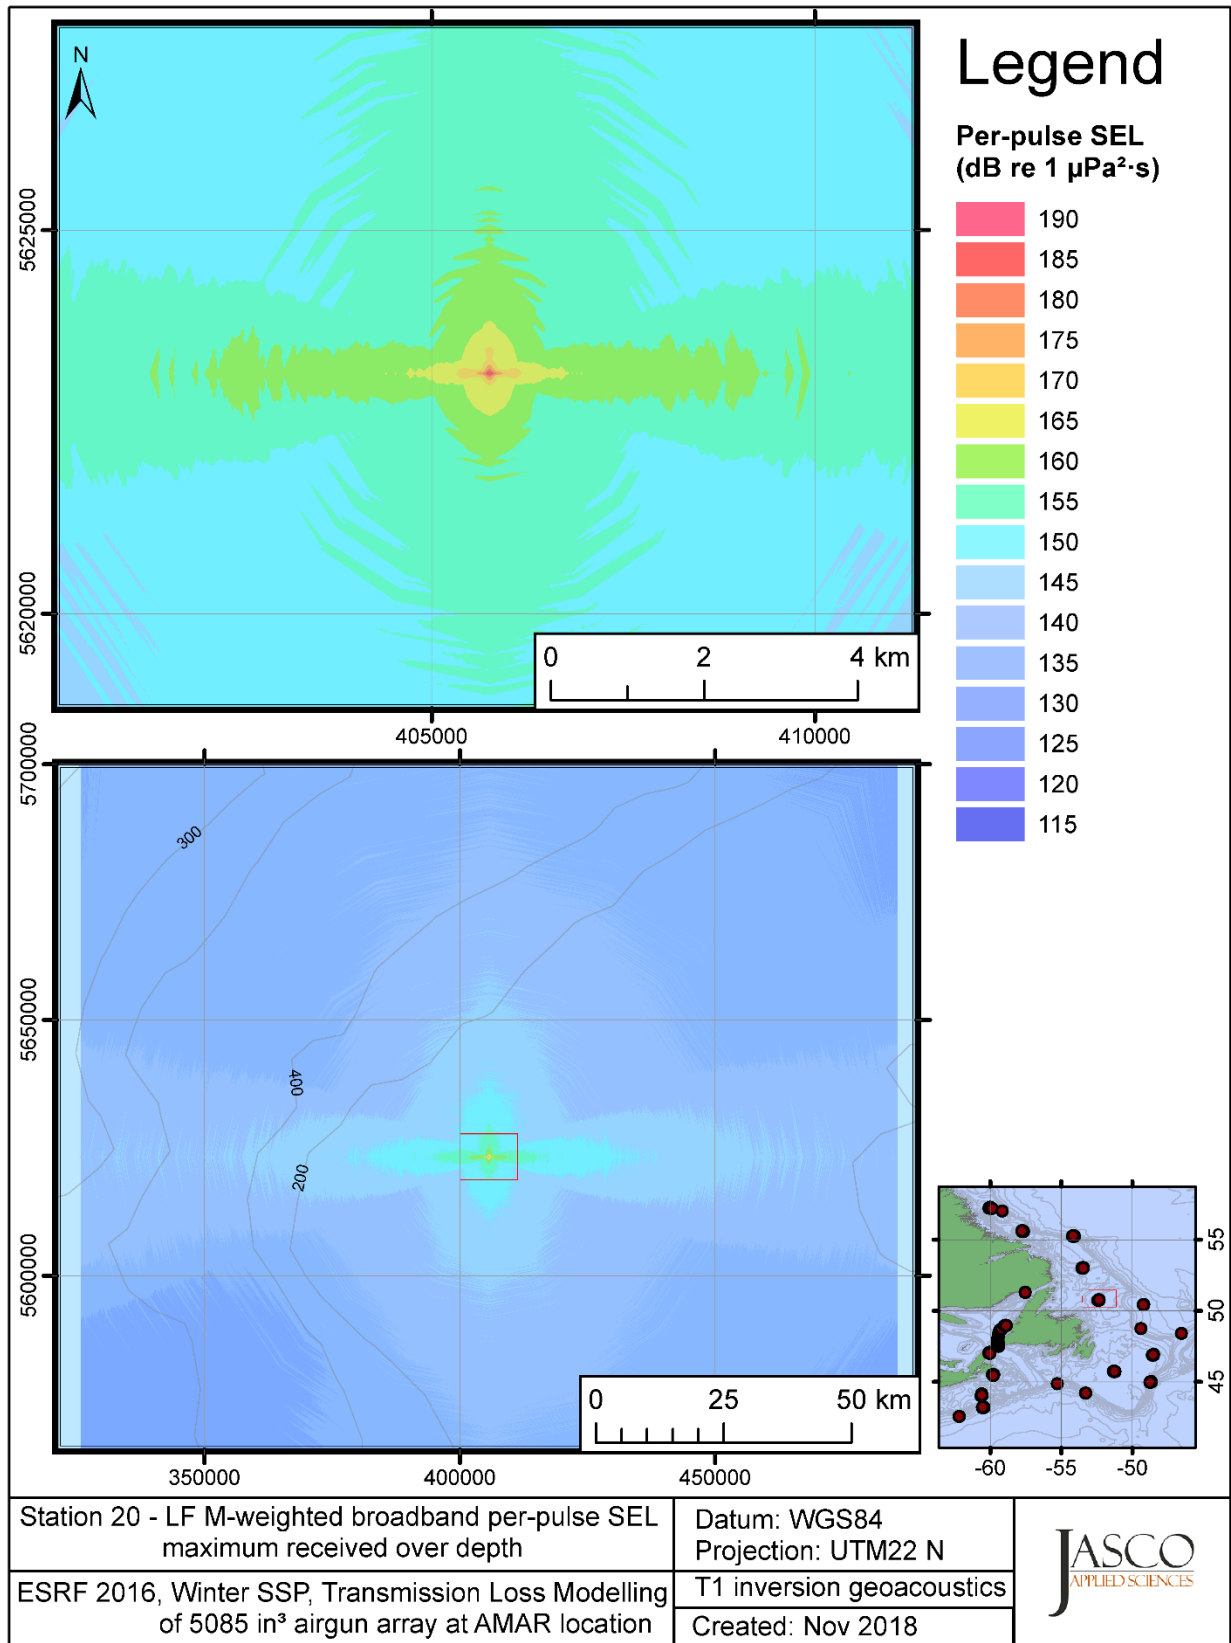 Legend
Per-pulse SEL
(dB re 1 µPa²·s)
190
185
180
175
170
165
160
155
150
145
140
135
130
125
120
115
N
5625000
5620000
0 2 4 km
405000 410000
5700000
5650000
5600000
300
400
200
0 25 50 km
350000 400000 450000
55
50
45
-60 -55 -50
Station 20 - LF M-weighted broadband per-pulse SEL
maximum received over depth
ESRF 2016, Winter SSP, Transmission Loss Modelling
of 5085 in³ airgun array at AMAR location
Datum: WGS84
Projection: UTM22 N
T1 inversion geoacoustics
Created: Nov 2018
JASCO
APPLIED SCIENCES